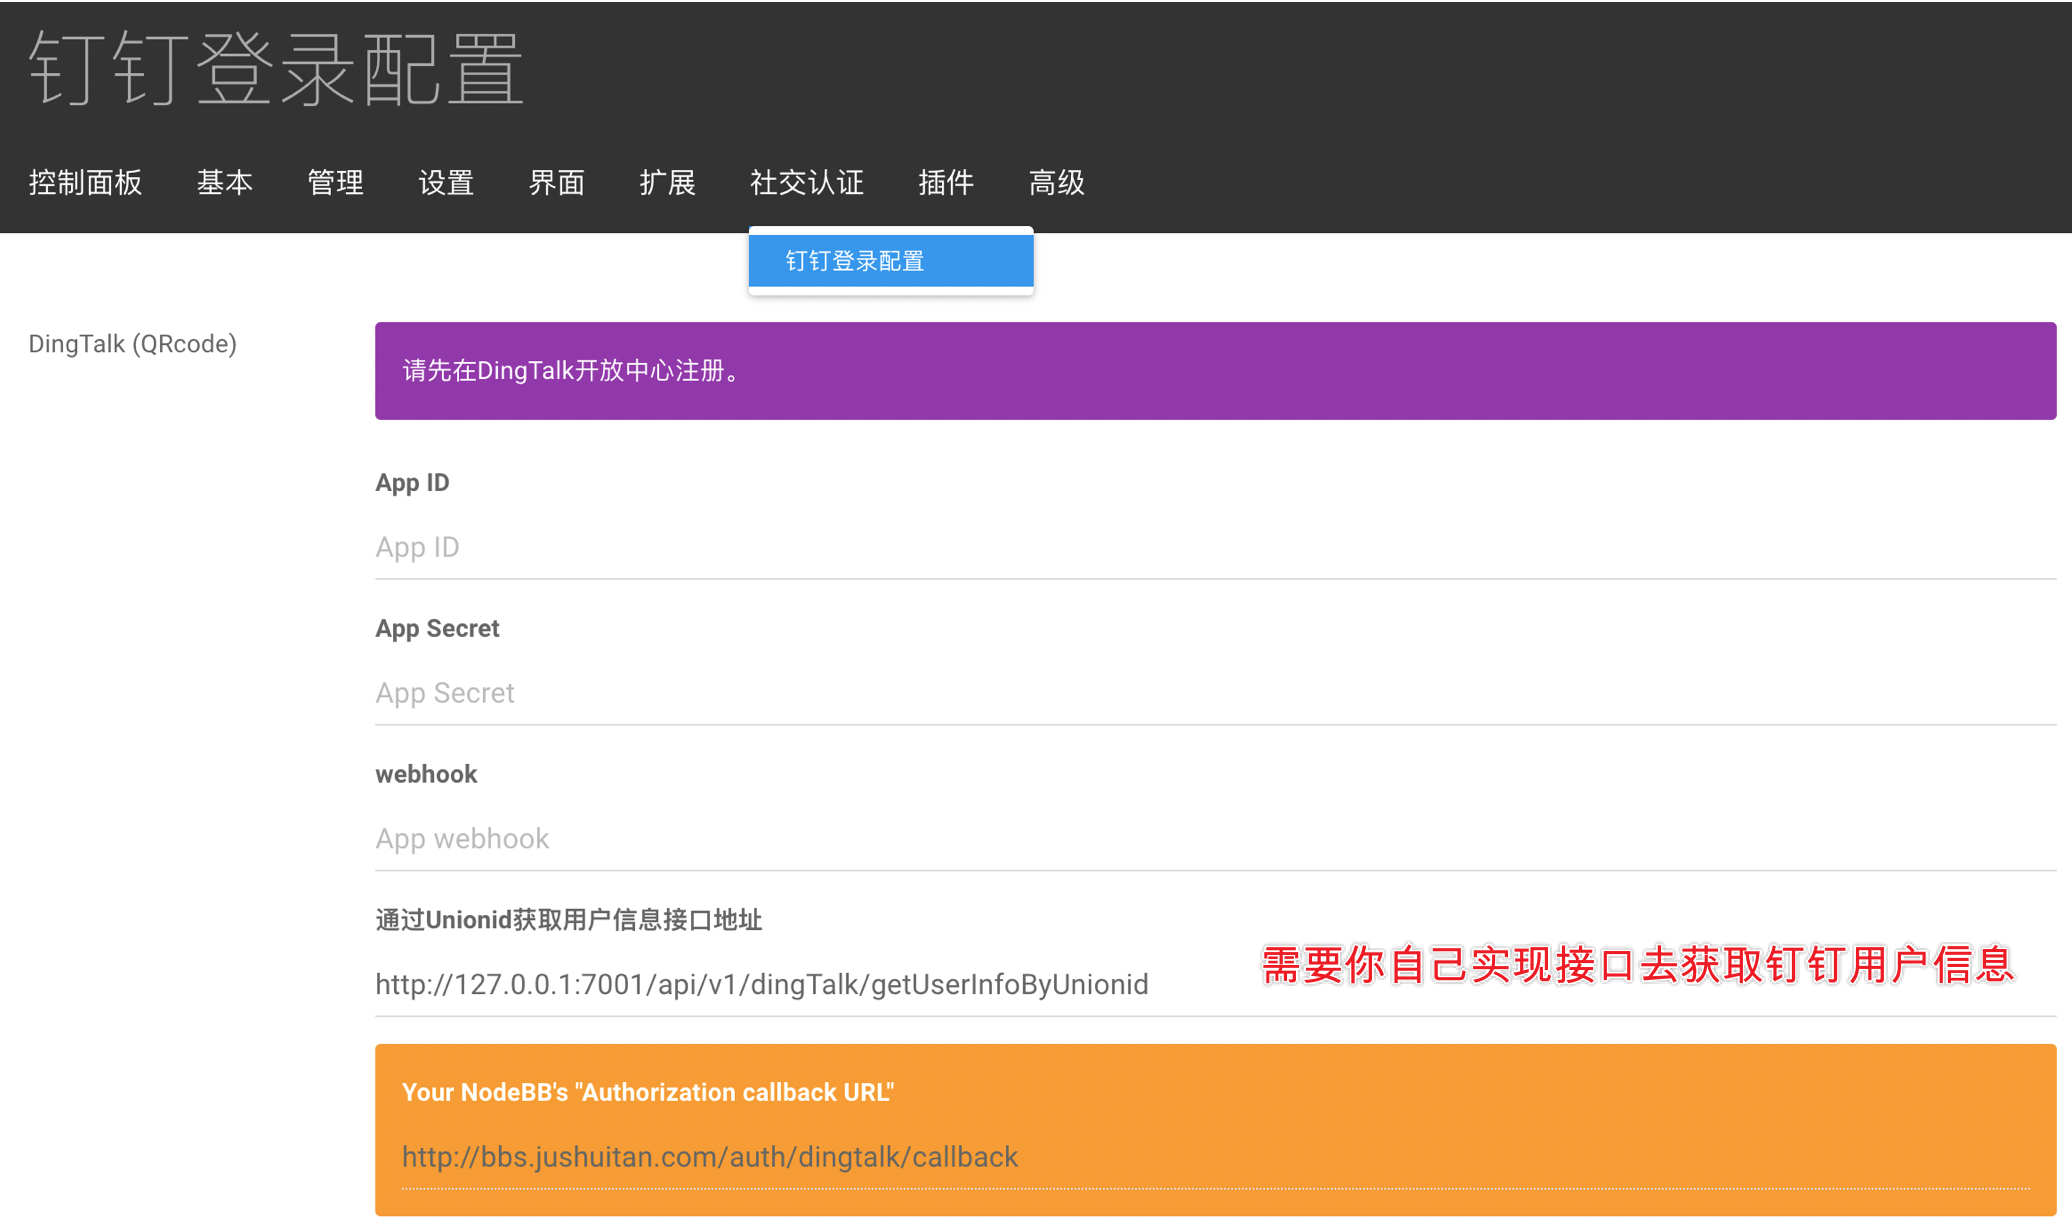 钉钉登录配置
控制面板 基本 管理 设置 界面 扩展 社交认证 插件 高级
钉钉登录配置
DingTalk (QRcode)
请先在DingTalk开放中心注册。
App ID
App ID
App Secret
App Secret
webhook
App webhook
通过Unionid获取用户信息接口地址
http://127.0.0.1:7001/api/v1/dingTalk/getUserInfoByUnionid
需要你自己实现接口去获取钉钉用户信息
Your NodeBB's "Authorization callback URL"
http://bbs.jushuitan.com/auth/dingtalk/callback